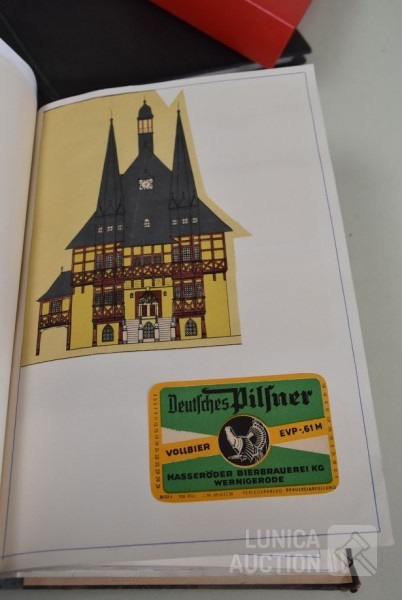 Deutsches Pilsner
VOLLBIER
EVP -,61 M
HASSERÖDER BIERBRAUEREI KG
WERNIGERODE
LUNICA
AUCTION